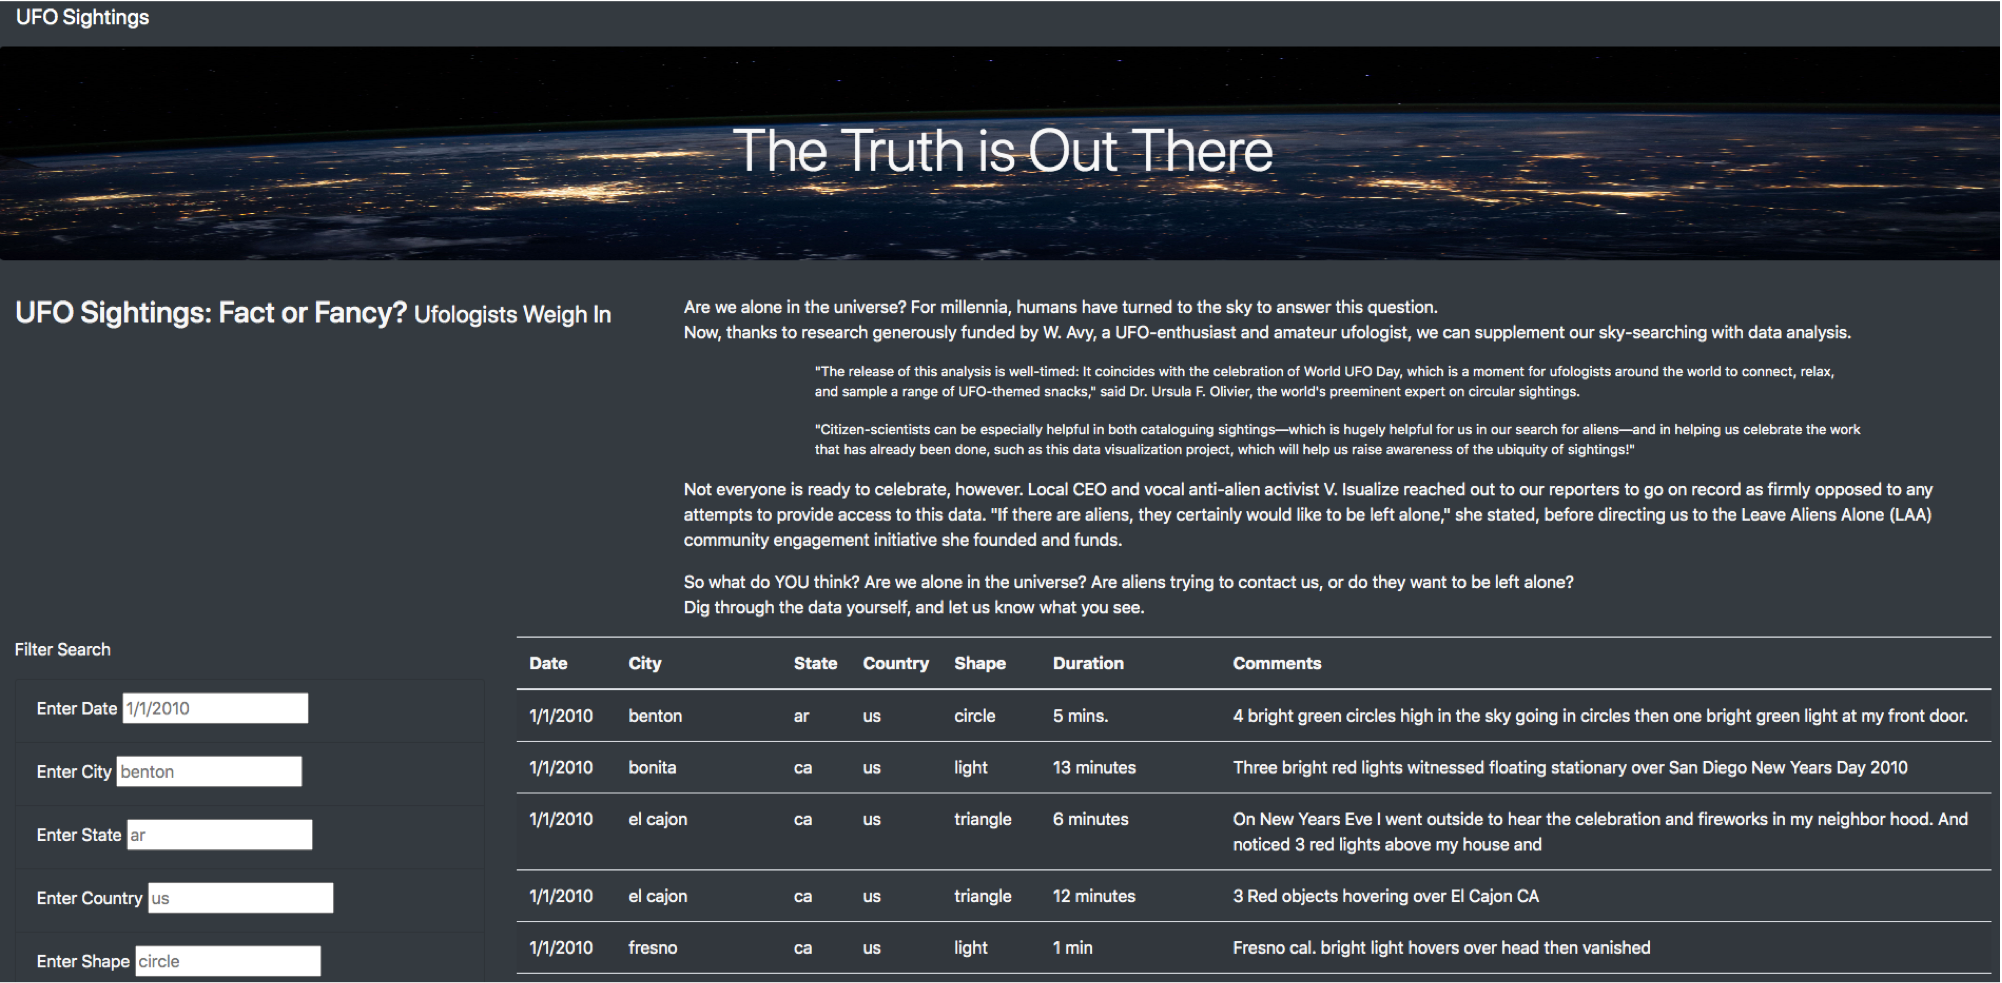 UFO Sightings
The Truth is Out There
UFO Sightings: Fact or Fancy? Ufologists Weigh In
Are we alone in the universe? For millennia, humans have turned to the sky to answer this question.
Now, thanks to research generously funded by W. Avy, a UFO-enthusiast and amateur ufologist, we can supplement our sky-searching with data analysis.
"The release of this analysis is well-timed: It coincides with the celebration of World UFO Day, which is a moment for ufologists around the world to connect, relax,
and sample a range of UFO-themed snacks," said Dr. Ursula F. Olivier, the world's preeminent expert on circular sightings.
"Citizen-scientists can be especially helpful in both cataloguing sightings—which is hugely helpful for us in our search for aliens—and in helping us celebrate the work
that has already been done, such as this data visualization project, which will help us raise awareness of the ubiquity of sightings!"
Not everyone is ready to celebrate, however. Local CEO and vocal anti-alien activist V. Isualize reached out to our reporters to go on record as firmly opposed to any
attempts to provide access to this data. "If there are aliens, they certainly would like to be left alone," she stated, before directing us to the Leave Aliens Alone (LAA)
community engagement initiative she founded and funds.
So what do YOU think? Are we alone in the universe? Are aliens trying to contact us, or do they want to be left alone?
Dig through the data yourself, and let us know what you see.
Filter Search
Enter Date 1/1/2010
Enter City benton
Enter State ar
Enter Country us
Enter Shape circle
Date City State Country Shape Duration Comments
1/1/2010 benton ar us circle 5 mins. 4 bright green circles high in the sky going in circles then one bright green light at my front door.
1/1/2010 bonita ca us light 13 minutes Three bright red lights witnessed floating stationary over San Diego New Years Day 2010
1/1/2010 el cajon ca us triangle 6 minutes On New Years Eve I went outside to hear the celebration and fireworks in my neighbor hood. And
noticed 3 red lights above my house and
1/1/2010 el cajon ca us triangle 12 minutes 3 Red objects hovering over El Cajon CA
1/1/2010 fresno ca us light 1 min Fresno cal. bright light hovers over head then vanished